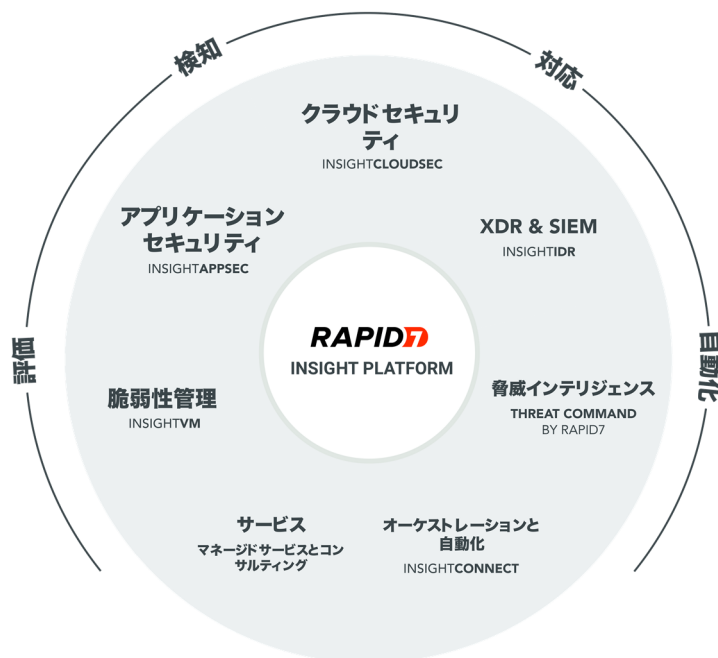 検知
対応
クラウドセキュリ
ティ
INSIGHTCLOUDSEC
アプリケーション
セキュリティ
INSIGHTAPPSEC
XDR & SIEM
INSIGHTIDR
RAPID7
INSIGHT PLATFORM
評価
自動化
脆弱性管理
INSIGHTVM
脅威インテリジェンス
THREAT COMMAND
BY RAPID7
サービス
マネージドサービスとコン
サルティング
オーケストレーションと
自動化
INSIGHTCONNECT